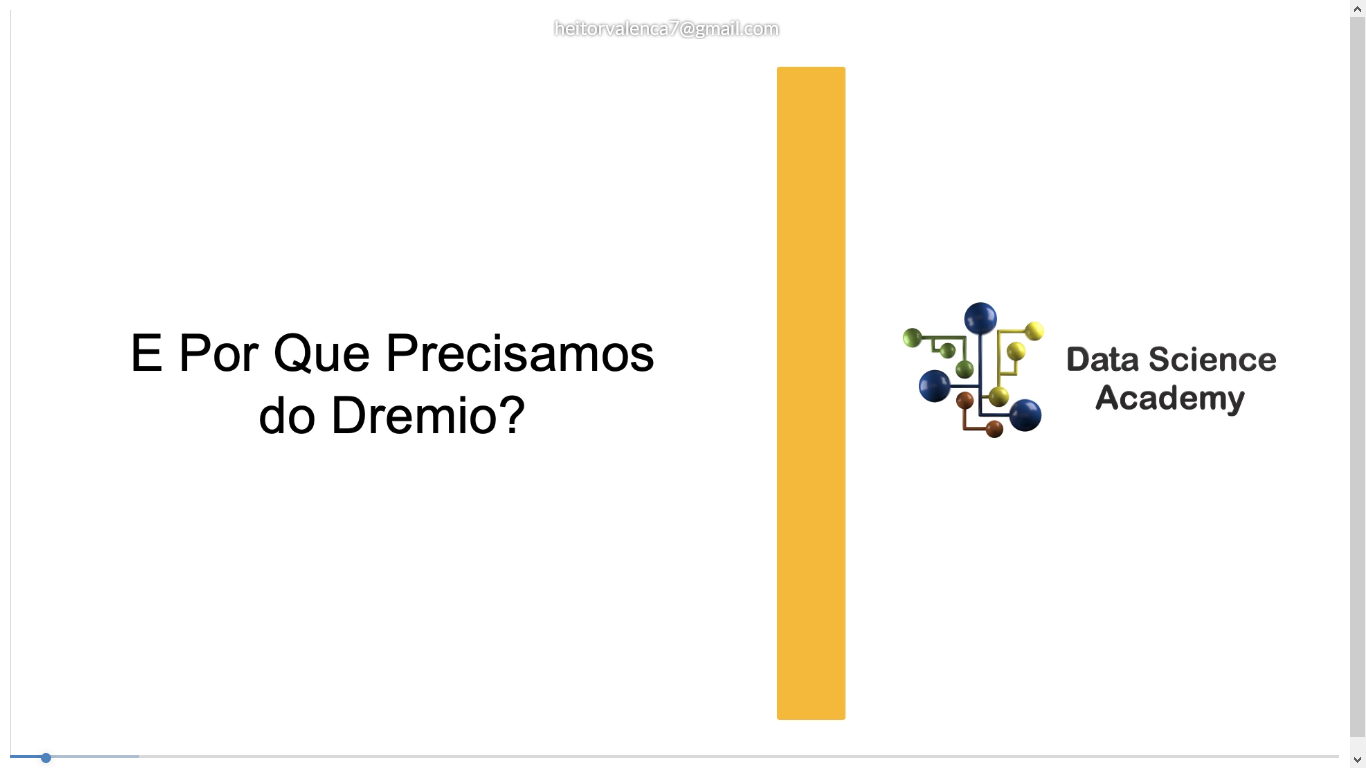 heitorvalenca7@gmail.com
E Por Que Precisamos
do Dremio?
Data Science
Academy